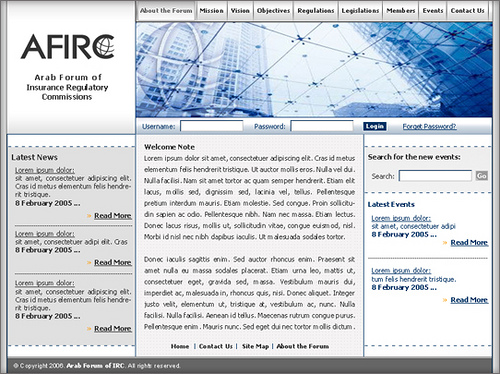 About the Forum | Mission | Vision | Objectives | Regulations | Legislations | Members | Events | Contact Us
AFIRC
Arab Forum of
Insurance Regulatory
Commissions
Username: Password: Login Forget Password?
Latest News
Lorem ipsum dolor:
sit amet, consectetuer adipiscing elit.
Cras id metus elementum felis hendre-
rit tristique.
8 February 2005 ...
» Read More
Lorem ipsum dolor:
sit amet, consectetuer adipi elit. Cras
8 February 2005 ...
» Read More
Lorem ipsum dolor:
sit amet, consectetuer adipiscing elit.
Cras id metus elementum felis hendre-
rit tristique.
8 February 2005 ...
» Read More
Welcome Note
Lorem ipsum dolor sit amet, consectetuer adipiscing elit. Cras id metus
elementum felis hendrerit tristique. Ut auctor mollis eros. Nulla vel dui.
Nulla facilisi. Nam sit amet tortor ac quam semper hendrerit. Etiam elit
lacus, mollis sed, dignissim sed, lacinia vel, tellus. Pellentesque
pretium interdum mauris. Etiam molestie. Sed congue. Proin sollicitu-
din sapien ac odio. Pellentesque nibh. Nam nec massa. Etiam lectus.
Donec lacus risus, mollis ut, sollicitudin vitae, congue euismod, nisl.
Morbi id nisl nec nibh dapibus iaculis. Ut malesuada sodales tortor.
Donec iaculis sagittis enim. Sed auctor rhoncus enim. Praesent sit
amet nulla eu massa sodales placerat. Etiam urna leo, mattis ut,
consectetuer eget, gravida sed, massa. Vestibulum mauris dui,
imperdiet ac, malesuada in, rhoncus quis, nisi. Donec aliquet. Integer
justo velit, elementum ut, tristique at, vestibulum ac, nunc. Nulla
facilisi. Nulla facilisi. Aenean id tellus. Maecenas rutrum congue purus.
Pellentesque enim. Mauris nunc. Sed eget dui nec tortor mollis dictum.
Search for the new events:
Search: Go
Latest Events
Lorem ipsum dolor:
sit amet, consectetuer adipi
8 February 2005 ...
» Read More
Lorem ipsum dolor:
tum felis hendrerit tristique.
8 February 2005 ...
» Read More
Home | Contact Us | Site Map | About the Forum
© Copyright 2006. Arab Forum of IRC. All rights reserved.